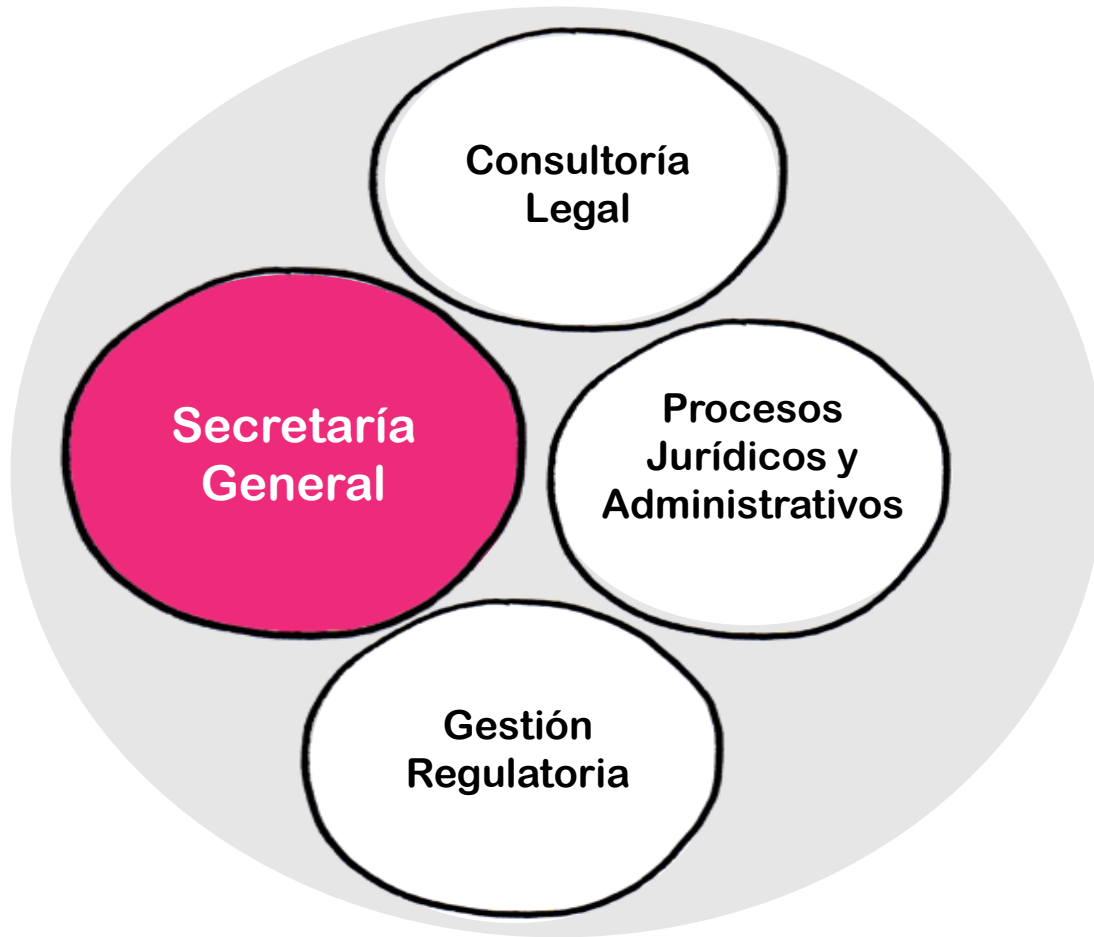 Consultoría
Legal
Secretaría
General
Procesos
Jurídicos y
Administrativos
Gestión
Regulatoria